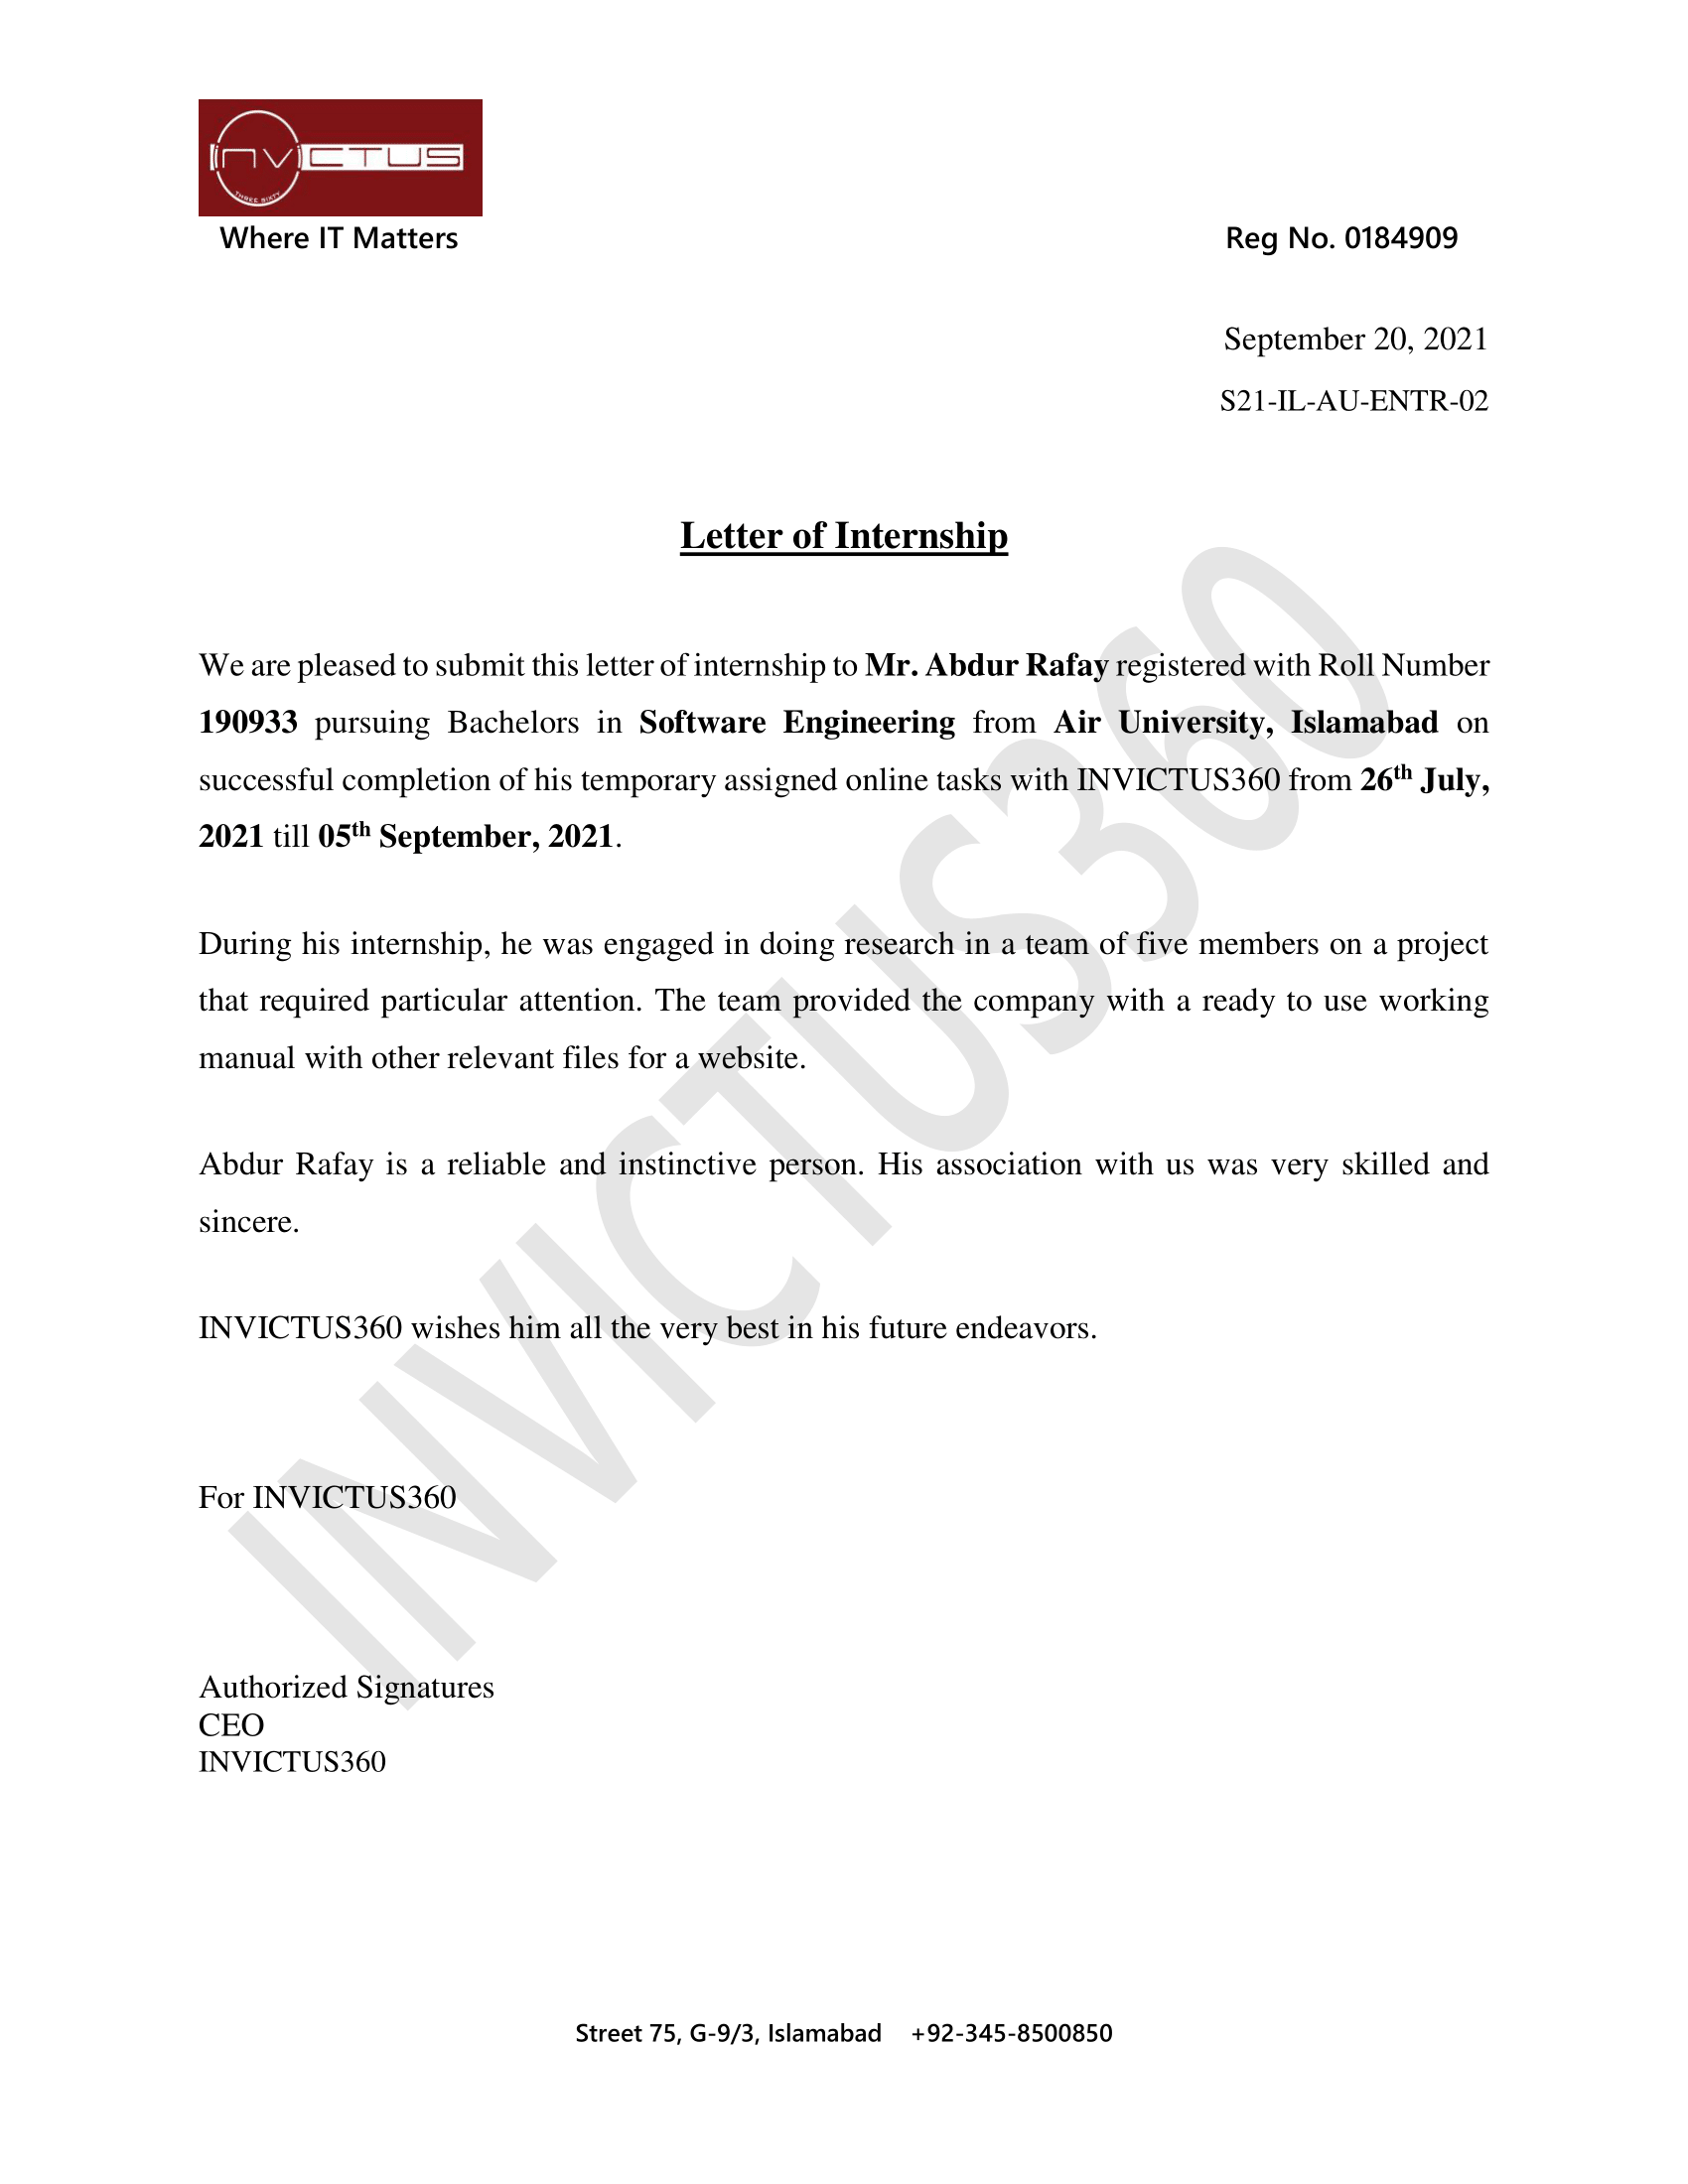 INVICTUS
THREE SIXTY
Where IT Matters
Reg No. 0184909
September 20, 2021
S21-IL-AU-ENTR-02
Letter of Internship
We are pleased to submit this letter of internship to Mr. Abdur Rafay registered with Roll Number
190933 pursuing Bachelors in Software Engineering from Air University, Islamabad on
successful completion of his temporary assigned online tasks with INVICTUS360 from 26th July,
2021 till 05th September, 2021.
During his internship, he was engaged in doing research in a team of five members on a project
that required particular attention. The team provided the company with a ready to use working
manual with other relevant files for a website.
Abdur Rafay is a reliable and instinctive person. His association with us was very skilled and
sincere.
INVICTUS360 wishes him all the very best in his future endeavors.
For INVICTUS360
Authorized Signatures
CEO
INVICTUS360
Street 75, G-9/3, Islamabad +92-345-8500850
INVICTUS360